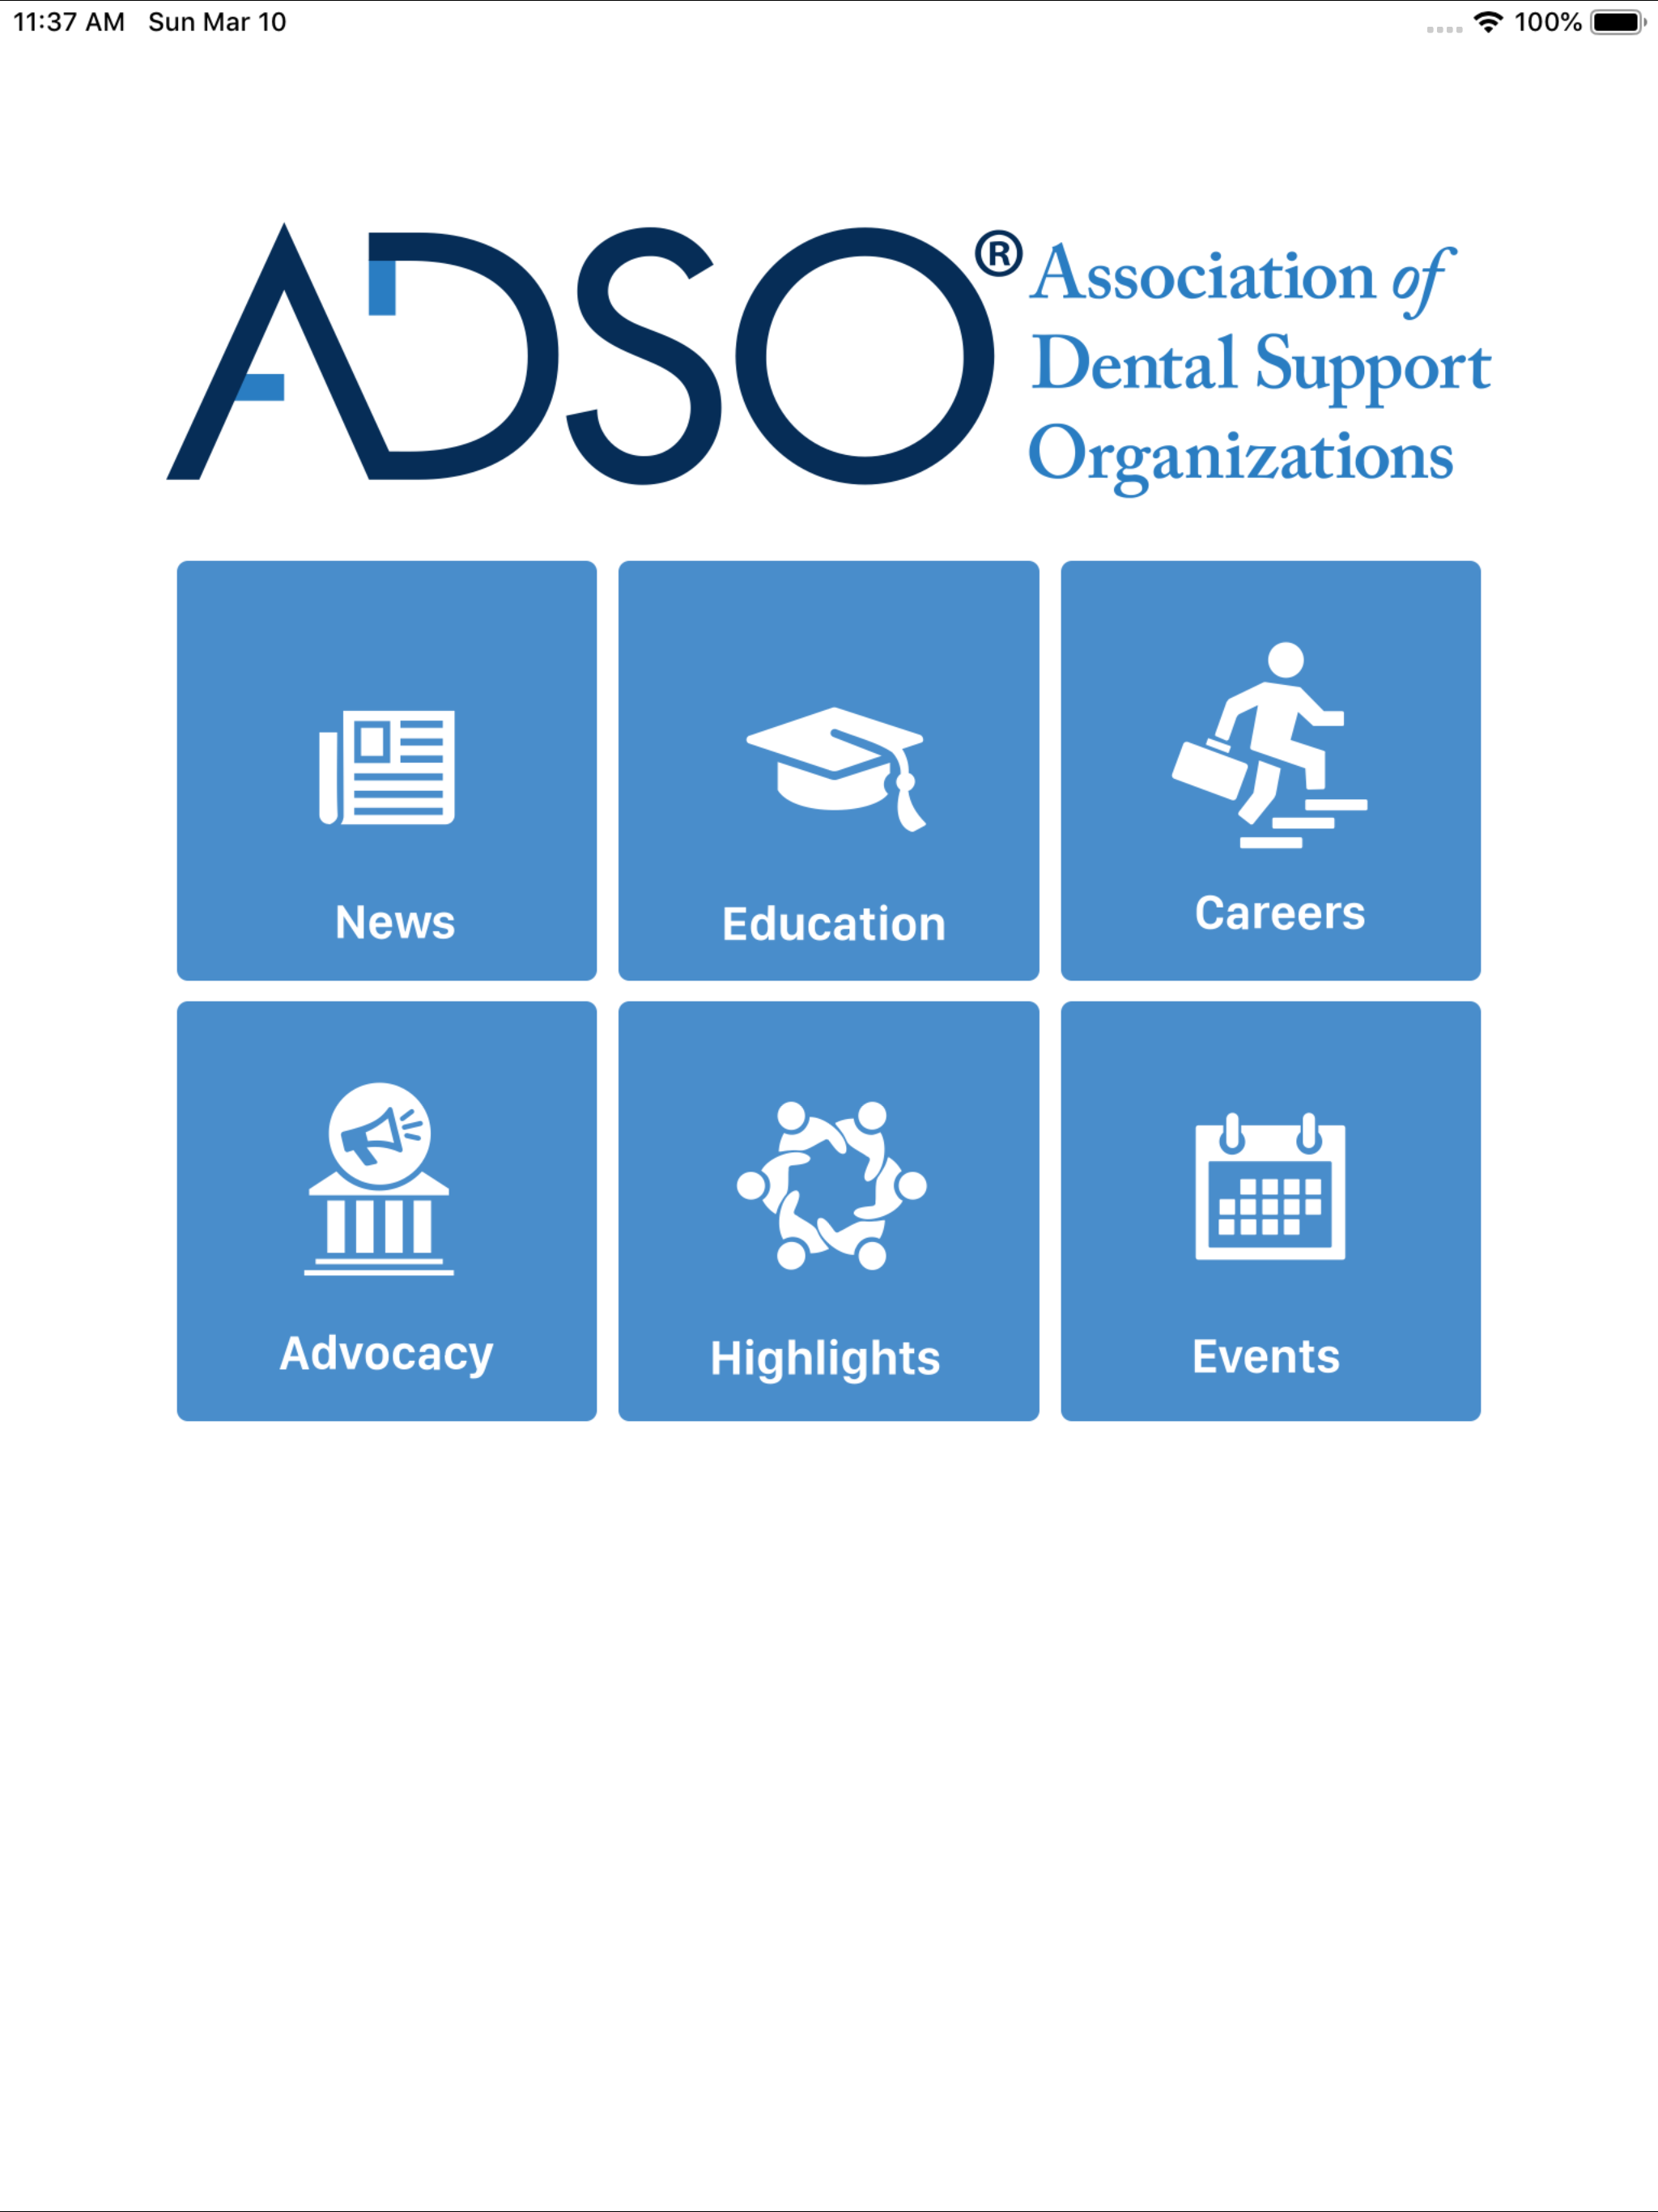 11:37 AM Sun Mar 10 100%
ADSO® Association of
Dental Support
Organizations
News Education Careers
Advocacy Highlights Events